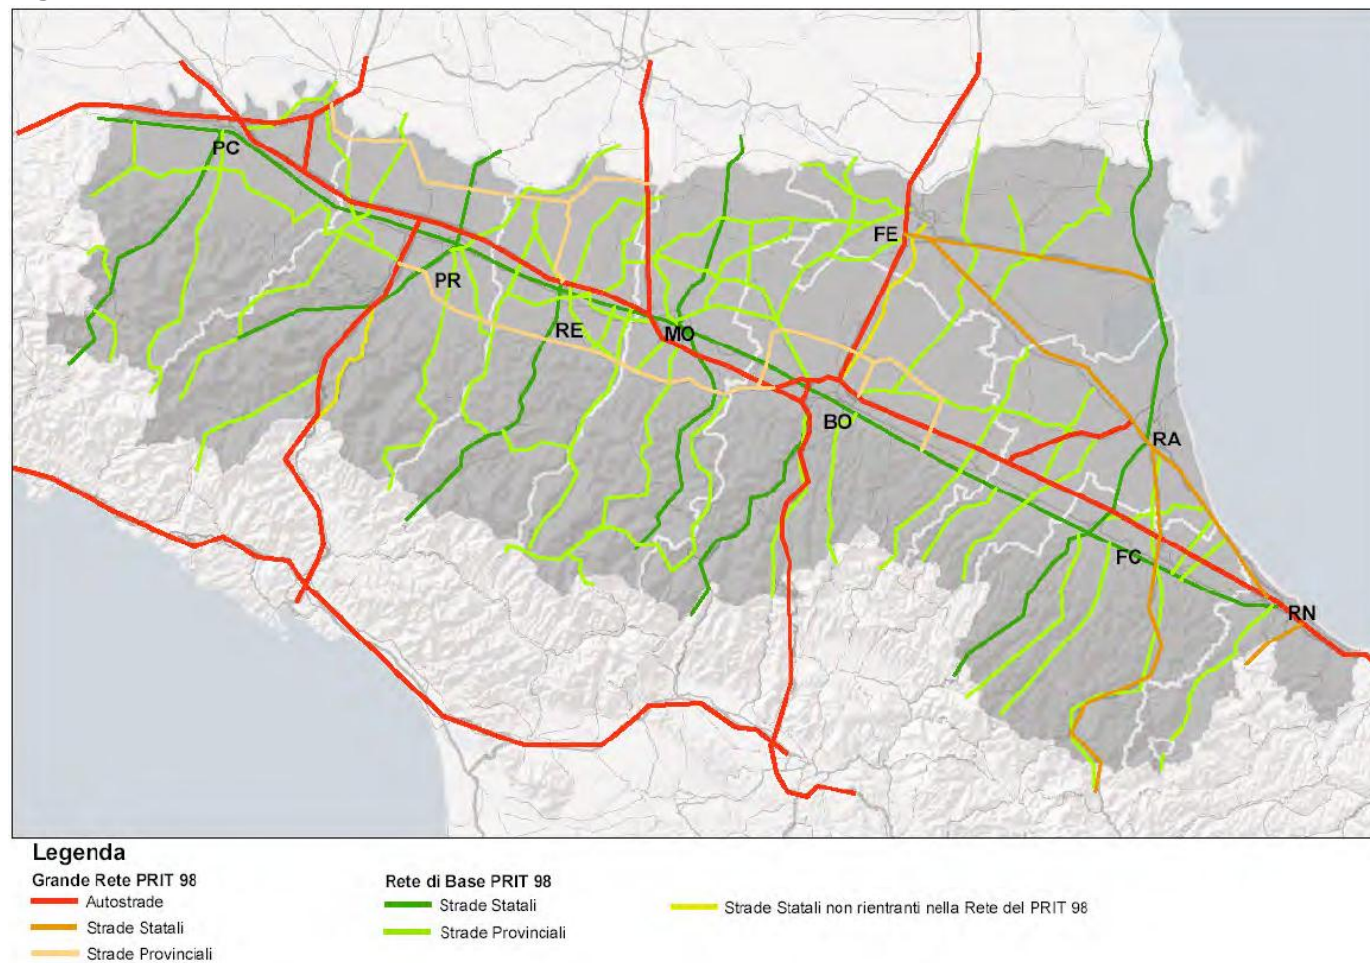 PC
FE
PR
RE
MO
BO
RA
FC
RN
Legenda
Grande Rete PRIT 98
Autostrade
Strade Statali
Strade Provinciali
Rete di Base PRIT 98
Strade Statali
Strade Provinciali
Strade Statali non rientranti nella Rete del PRIT 98